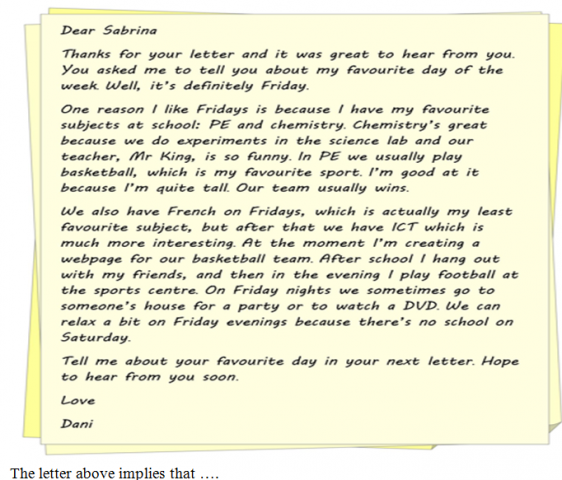 Dear Sabrina
Thanks for your letter and it was great to hear from you.
You asked me to tell you about my favourite day of the
week. Well, it's definitely Friday.
One reason I like Fridays is because I have my favourite
subjects at school: PE and chemistry. Chemistry's great
because we do experiments in the science lab and our
teacher, Mr King, is so funny. In PE we usually play
basketball, which is my favourite sport. I'm good at it
because I'm quite tall. Our team usually wins.
We also have French on Fridays, which is actually my least
favourite subject, but after that we have ICT which is
much more interesting. At the moment I'm creating a
webpage for our basketball team. After school I hang out
with my friends, and then in the evening I play football at
the sports centre. On Friday nights we sometimes go to
someone's house for a party or to watch a DVD. We can
relax a bit on Friday evenings because there's no school on
Saturday.
Tell me about your favourite day in your next letter. Hope
to hear from you soon.
Love
Dani
The letter above implies that ….